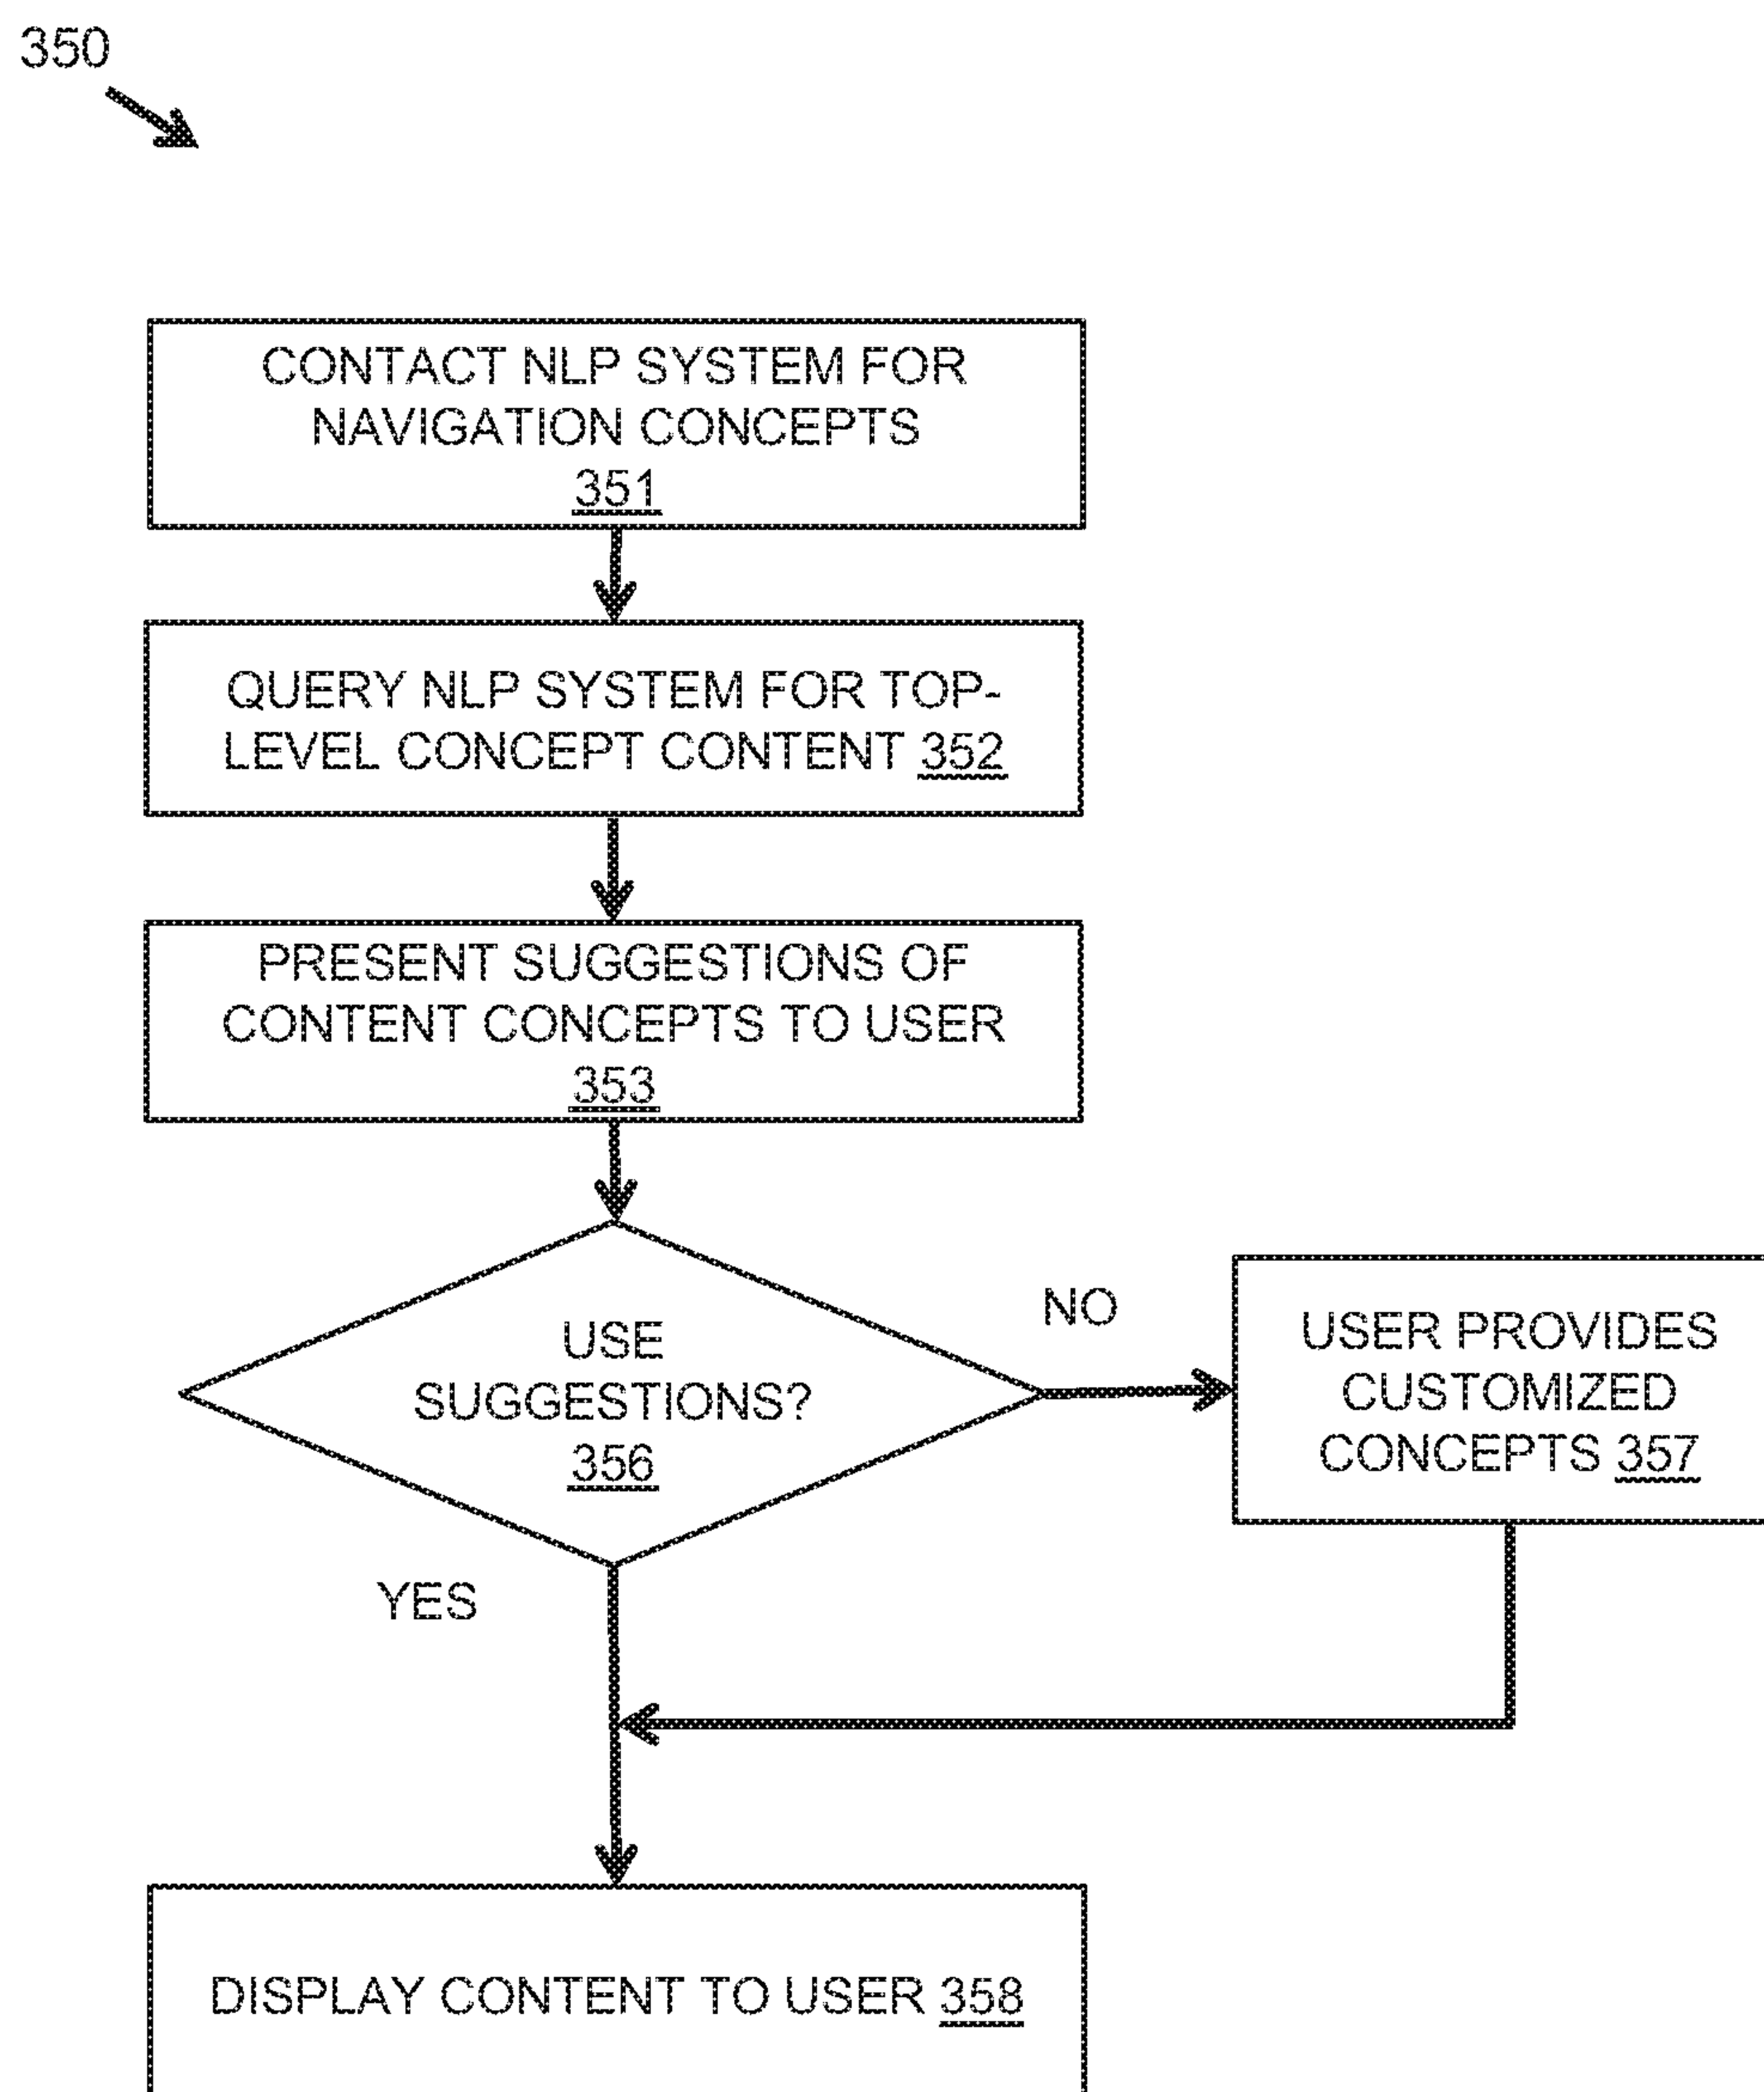 350
CONTACT NLP SYSTEM FOR
NAVIGATION CONCEPTS
351
QUERY NLP SYSTEM FOR TOP-
LEVEL CONCEPT CONTENT 352
PRESENT SUGGESTIONS OF
CONTENT CONCEPTS TO USER
353
USE
SUGGESTIONS?
356
NO
USER PROVIDES
CUSTOMIZED
CONCEPTS 357
YES
DISPLAY CONTENT TO USER 358